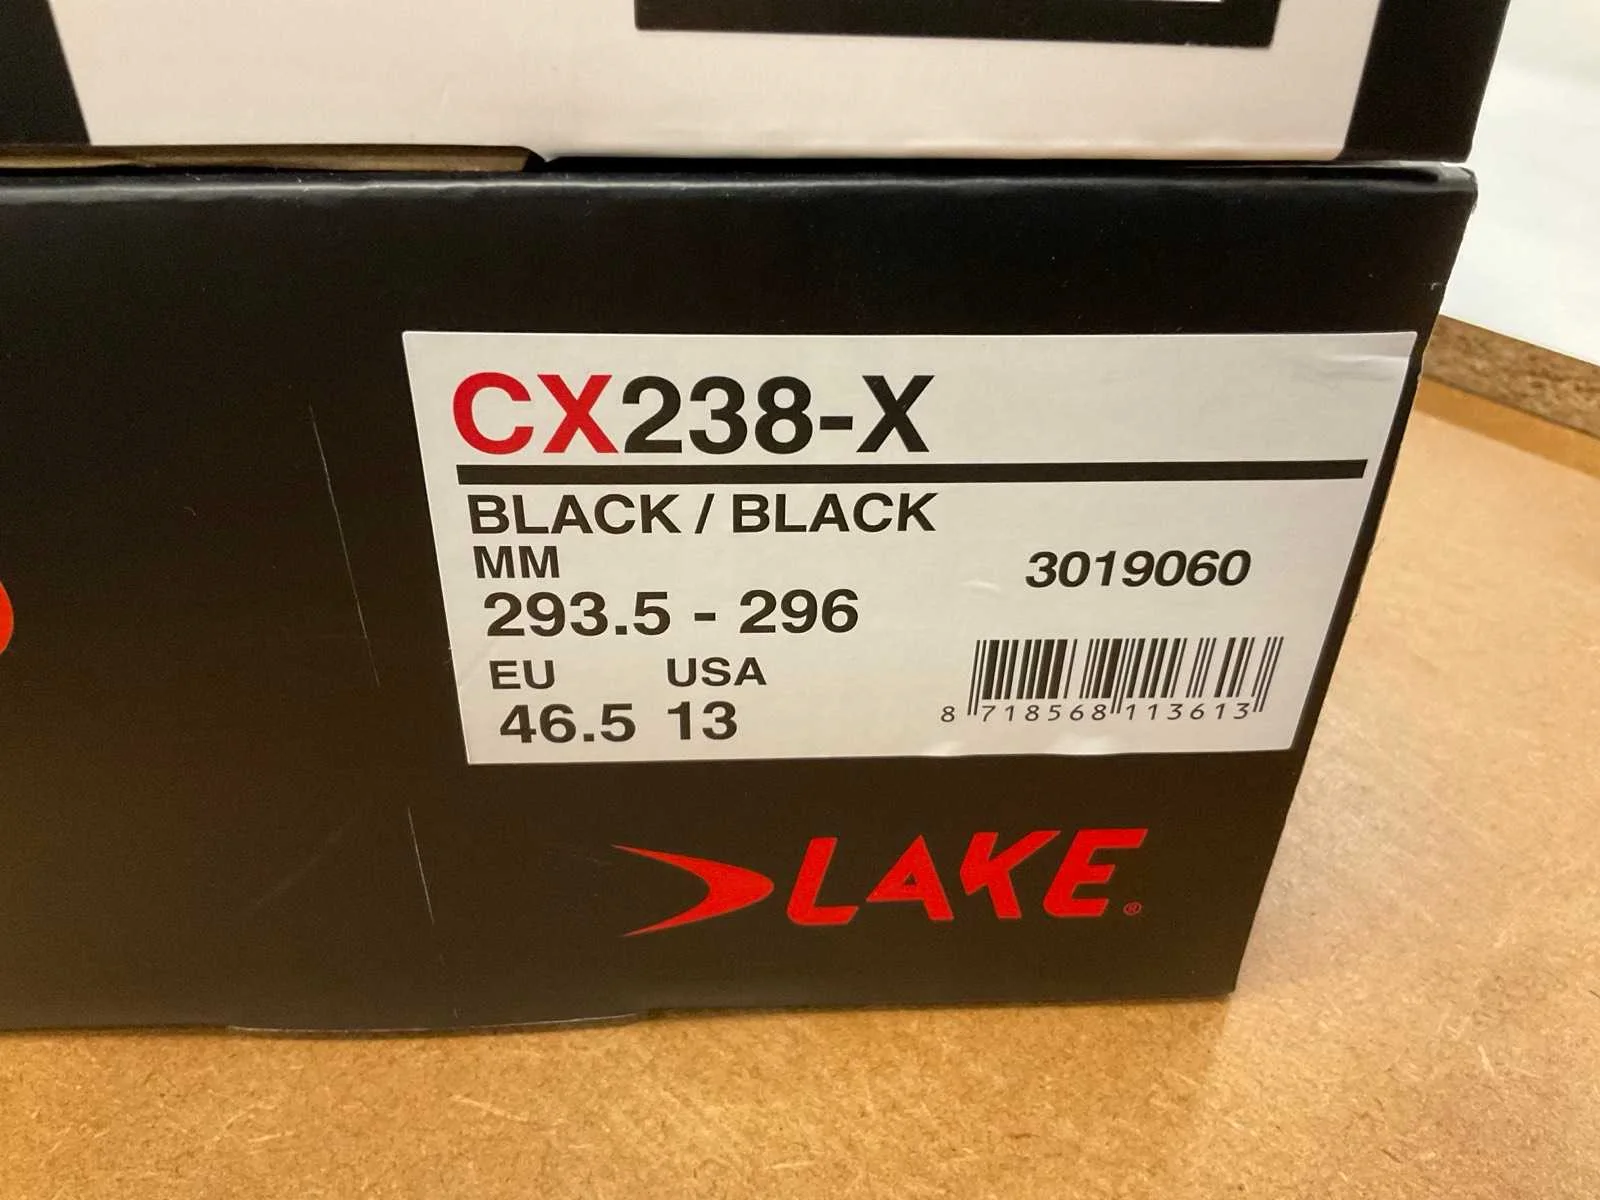 CX238-X
BLACK / BLACK
MM
3019060
293.5 - 296
EU USA
46.5 13
8 718568 113613
LAKE®